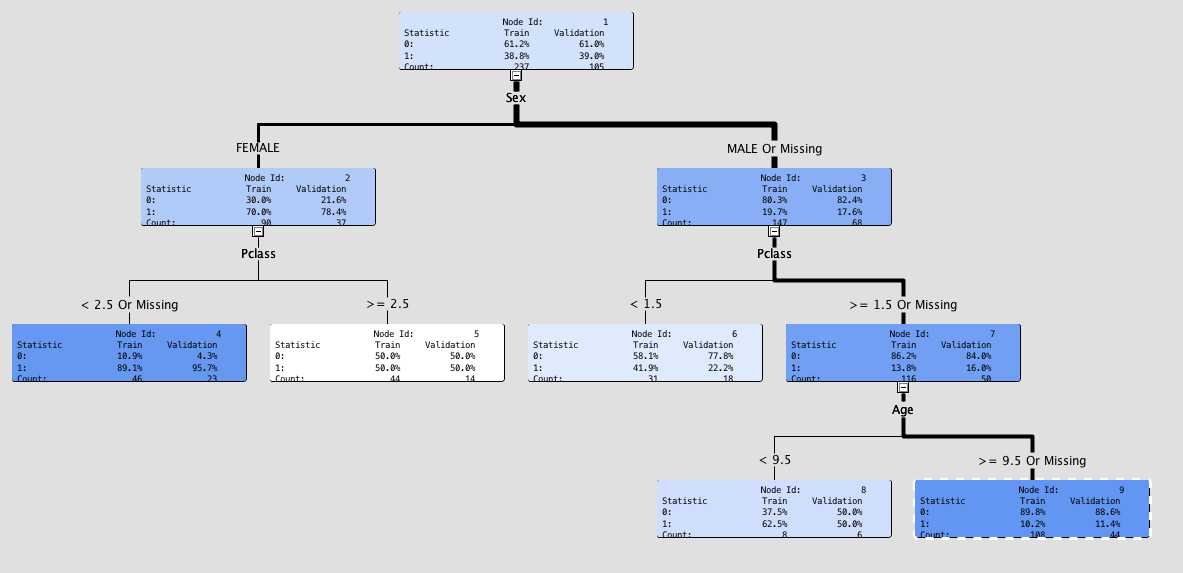 Node Id: 1
Statistic Train Validation
0: 61.2% 61.0%
1: 38.8% 39.0%
Count: 237 105
Sex
FEMALE
MALE Or Missing
Node Id: 2
Statistic Train Validation
0: 30.0% 21.6%
1: 70.0% 78.4%
Count: 90 37
Node Id: 3
Statistic Train Validation
0: 80.3% 82.4%
1: 19.7% 17.6%
Count: 147 68
Pclass
Pclass
< 2.5 Or Missing
>= 2.5
< 1.5
>= 1.5 Or Missing
Node Id: 4
Statistic Train Validation
0: 10.9% 4.3%
1: 89.1% 95.7%
Count: 46 23
Node Id: 5
Statistic Train Validation
0: 50.0% 50.0%
1: 50.0% 50.0%
Count: 44 14
Node Id: 6
Statistic Train Validation
0: 58.1% 77.8%
1: 41.9% 22.2%
Count: 31 18
Node Id: 7
Statistic Train Validation
0: 86.2% 84.0%
1: 13.8% 16.0%
Count: 116 50
Age
< 9.5
>= 9.5 Or Missing
Node Id: 8
Statistic Train Validation
0: 37.5% 50.0%
1: 62.5% 50.0%
Count: 8 6
Node Id: 9
Statistic Train Validation
0: 89.8% 88.6%
1: 10.2% 11.4%
Count: 108 44